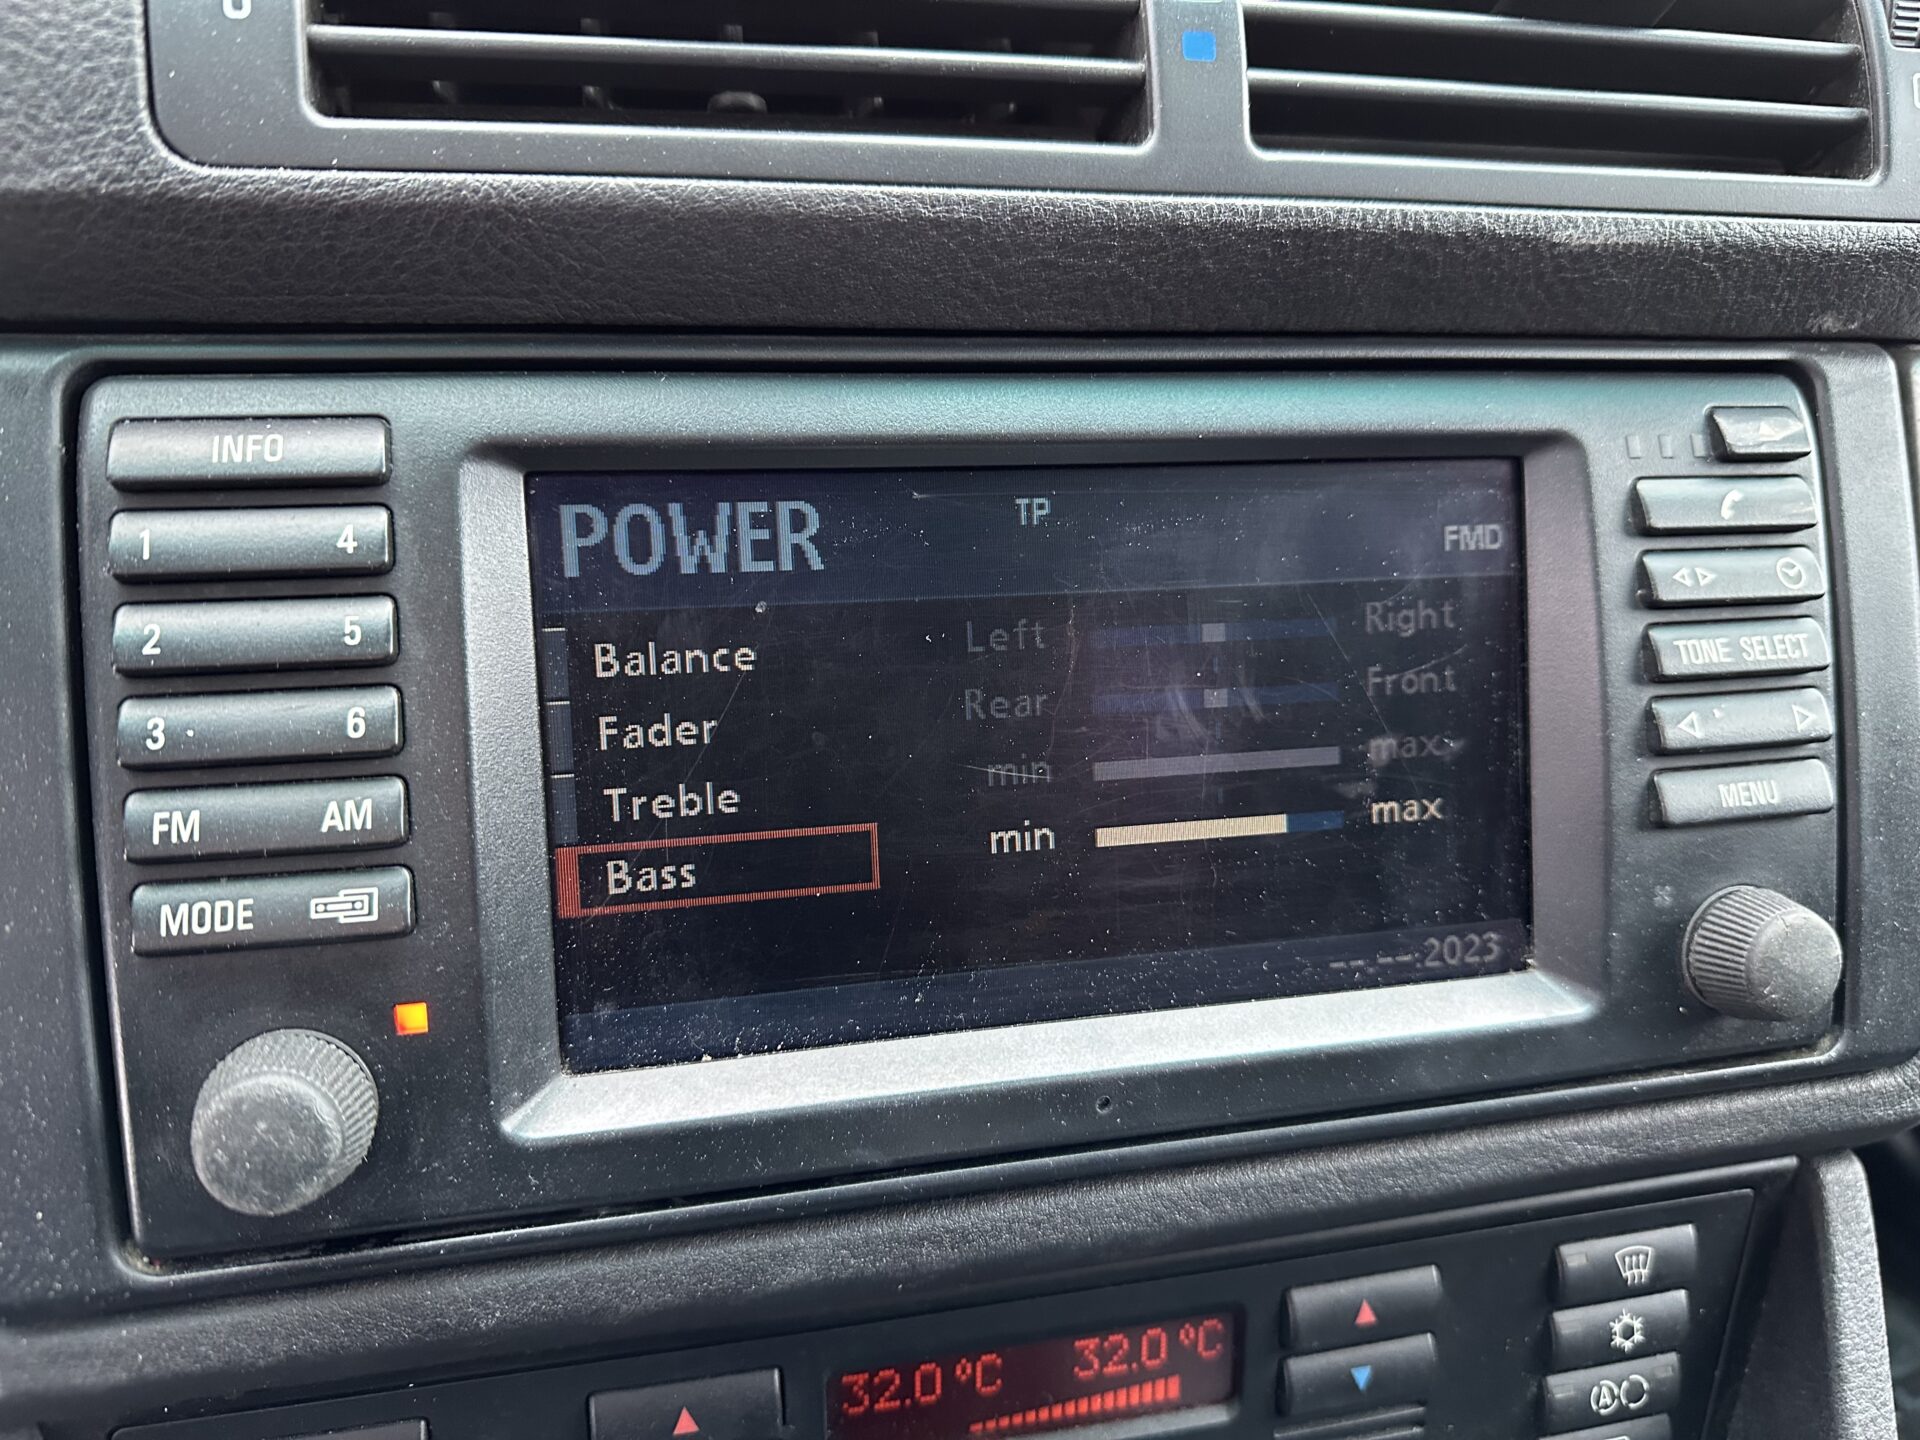 0
INFO
1 4
2 5
3 6
FM AM
MODE
POWER TP FMD
Balance Left Right
Fader Rear Front
Treble min max
Bass min max
--.--.2023
TONE SELECT
MENU
32.0 °C 32.0 °C
A